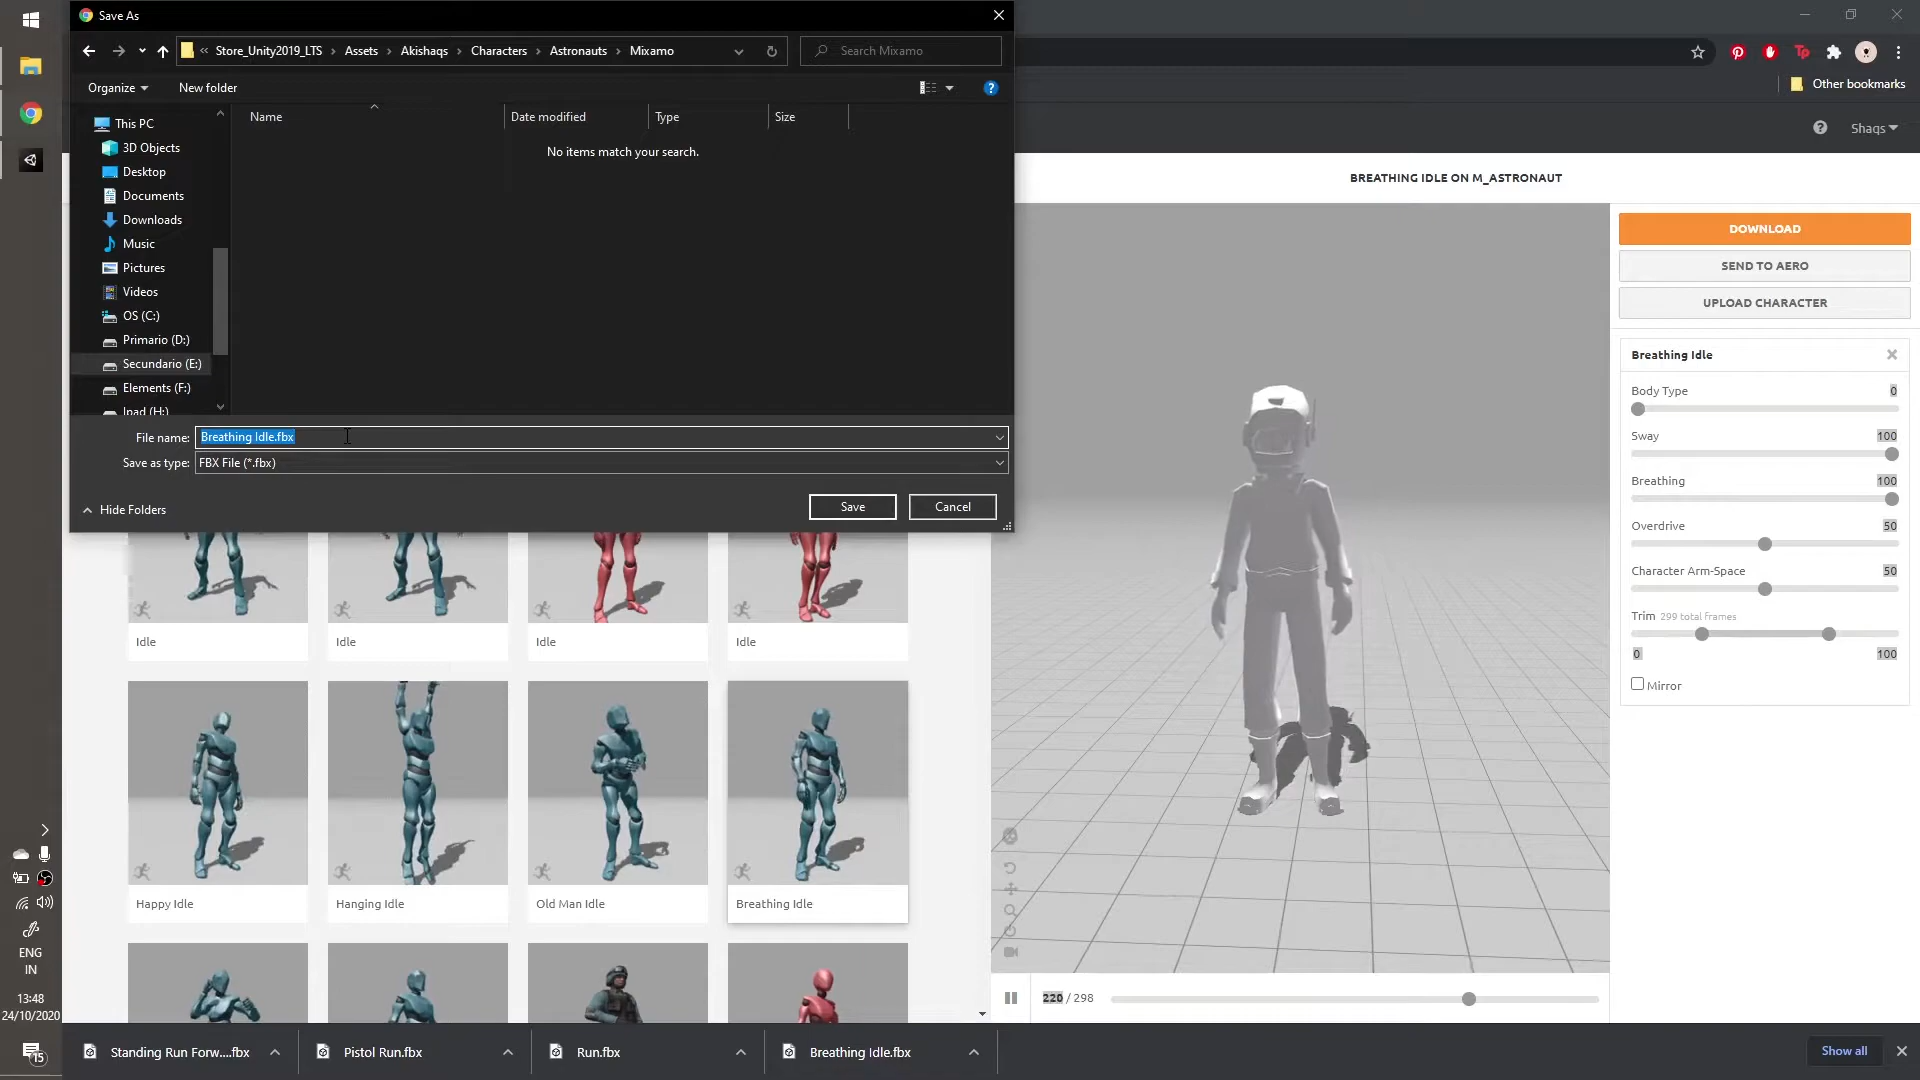 Save As
« Store_Unity2019_LTS › Assets › Akishaqs › Characters › Astronauts › Mixamo
Search Mixamo
Organize
New folder
Other bookmarks
Name
Date modified
Type
Size
This PC
3D Objects
Desktop
Documents
Downloads
Music
Pictures
Videos
OS (C:)
Primario (D:)
Secundario (E:)
Elements (F:)
Ipad (H:)
No items match your search.
File name: Breathing Idle.fbx
Save as type: FBX File (*.fbx)
Hide Folders
Save
Cancel
Shaqs
BREATHING IDLE ON M_ASTRONAUT
DOWNLOAD
SEND TO AERO
UPLOAD CHARACTER
Breathing Idle
Body Type 0
Sway 100
Breathing 100
Overdrive 50
Character Arm-Space 50
Trim 299 total frames
0 100
Mirror
Idle
Idle
Idle
Idle
Happy Idle
Hanging Idle
Old Man Idle
Breathing Idle
220 / 298
ENG
IN
13:48
24/10/2020
15
Standing Run Forw....fbx
Pistol Run.fbx
Run.fbx
Breathing Idle.fbx
Show all